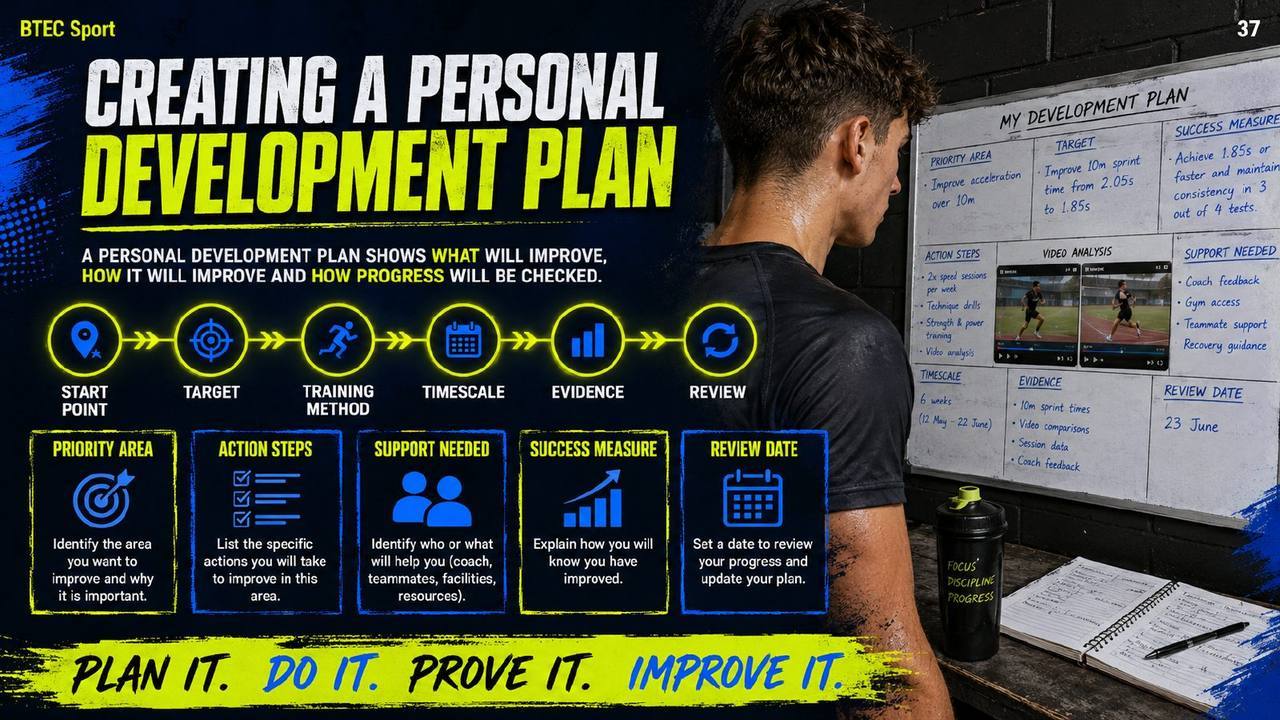 BTEC Sport
37
CREATING A PERSONAL
DEVELOPMENT PLAN
A PERSONAL DEVELOPMENT PLAN SHOWS WHAT WILL IMPROVE,
HOW IT WILL IMPROVE AND HOW PROGRESS WILL BE CHECKED.
START
POINT
TARGET
TRAINING
METHOD
TIMESCALE
EVIDENCE
REVIEW
PRIORITY AREA
Identify the area
you want to
improve and why
it is important.
ACTION STEPS
List the specific
actions you will take
to improve in this
area.
SUPPORT NEEDED
Identify who or what
will help you (coach,
teammates, facilities,
resources).
SUCCESS MEASURE
Explain how you will
know you have
improved.
REVIEW DATE
Set a date to review
your progress and
update your plan.
PLAN IT. DO IT. PROVE IT. IMPROVE IT.
MY DEVELOPMENT PLAN
PRIORITY AREA
• Improve acceleration
over 10m
TARGET
• Improve 10m sprint
time from 2.05s
to 1.85s
SUCCESS MEASURE
• Achieve 1.85s or
faster and maintain
consistency in 3
out of 4 tests.
ACTION STEPS
• 2x speed sessions
per week
• Technique drills
• Strength & power
training
• Video analysis
VIDEO ANALYSIS
SUPPORT NEEDED
• Coach feedback
• Gym access
• Teammate support
Recovery guidance
TIMESCALE
6 weeks
(12 May - 22 June)
EVIDENCE
• 10m sprint times
• Video comparisons
• Session data
• Coach feedback
REVIEW DATE
23 June
FOCUS
DISCIPLINE
PROGRESS